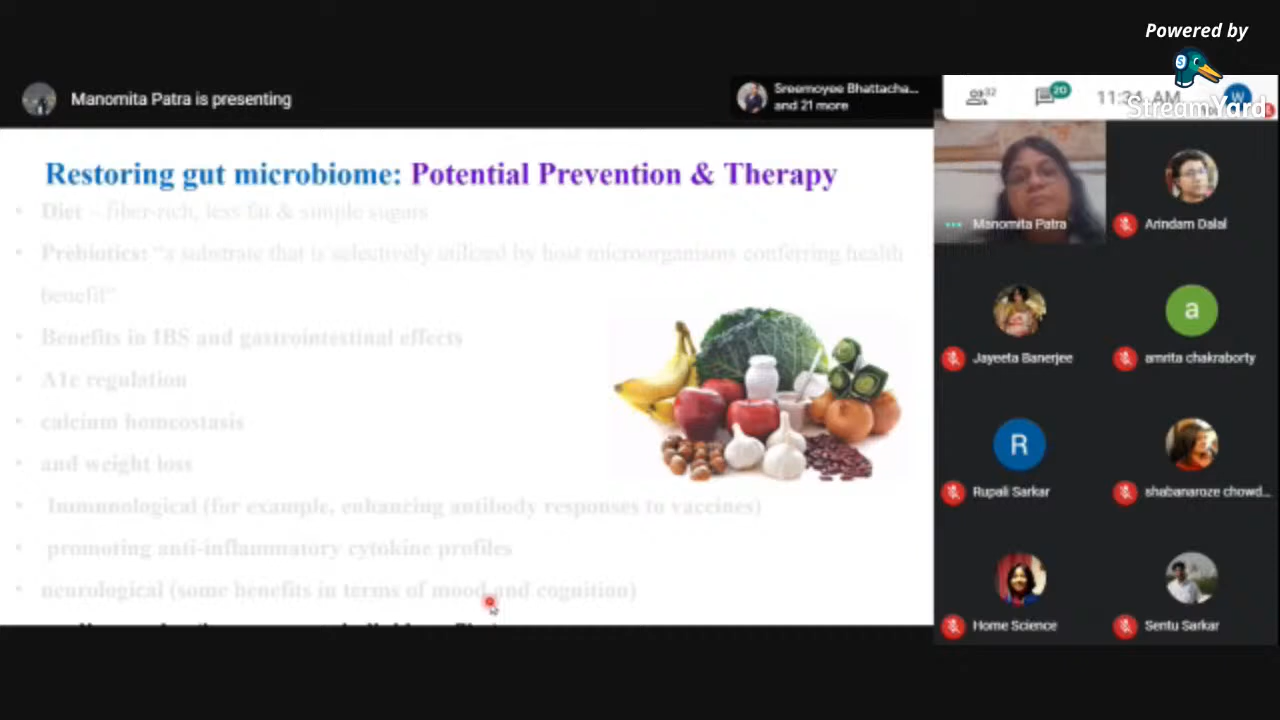 Powered by
StreamYard
Manomita Patra is presenting
Sreemoyee Bhattacha...
and 21 more
32
20
W
Restoring gut microbiome: Potential Prevention & Therapy
• Diet – fiber-rich, less fat & simple sugars
• Prebiotics: “a substrate that is selectively utilized by host microorganisms conferring health
benefit”
• Benefits in IBS and gastrointestinal effects
• A1c regulation
• calcium homeostasis
• and weight loss
• Immunological (for example, enhancing antibody responses to vaccines)
• promoting anti-inflammatory cytokine profiles
• neurological (some benefits in terms of mood and cognition)
Manomita Patra
Arindam Dalal
Jayeeta Banerjee
a
amrita chakraborty
R
Rupali Sarkar
shabanaroze chowd...
Home Science
Sentu Sarkar